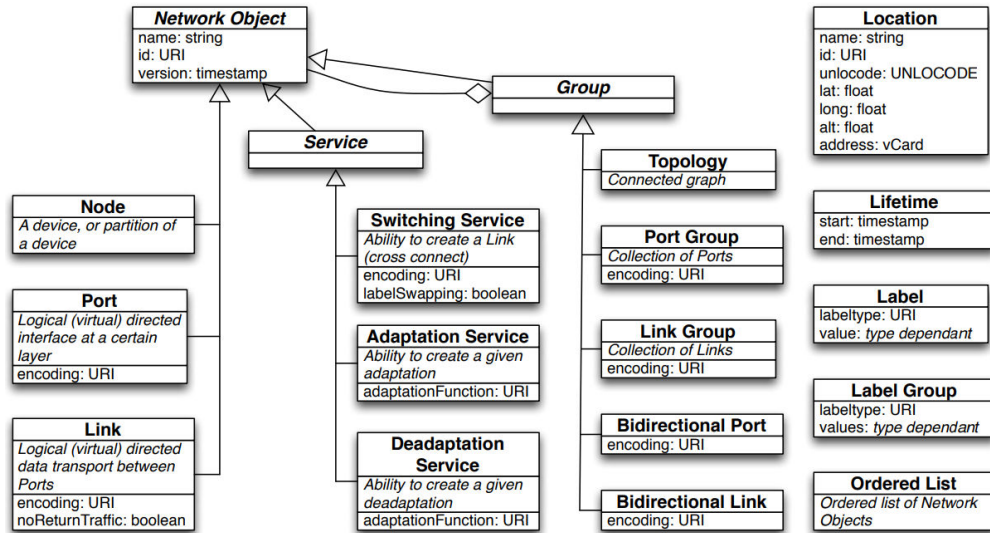 Network Object
name: string
id: URI
version: timestamp
Group
Service
Node
A device, or partition of
a device
Port
Logical (virtual) directed
interface at a certain
layer
encoding: URI
Link
Logical (virtual) directed
data transport between
Ports
encoding: URI
noReturnTraffic: boolean
Switching Service
Ability to create a Link
(cross connect)
encoding: URI
labelSwapping: boolean
Adaptation Service
Ability to create a given
adaptation
adaptationFunction: URI
Deadaptation
Service
Ability to create a given
deadaptation
adaptationFunction: URI
Topology
Connected graph
Port Group
Collection of Ports
encoding: URI
Link Group
Collection of Links
encoding: URI
Bidirectional Port
encoding: URI
Bidirectional Link
encoding: URI
Location
name: string
id: URI
unlocode: UNLOCODE
lat: float
long: float
alt: float
address: vCard
Lifetime
start: timestamp
end: timestamp
Label
labeltype: URI
value: type dependant
Label Group
labeltype: URI
values: type dependant
Ordered List
Ordered list of Network
Objects